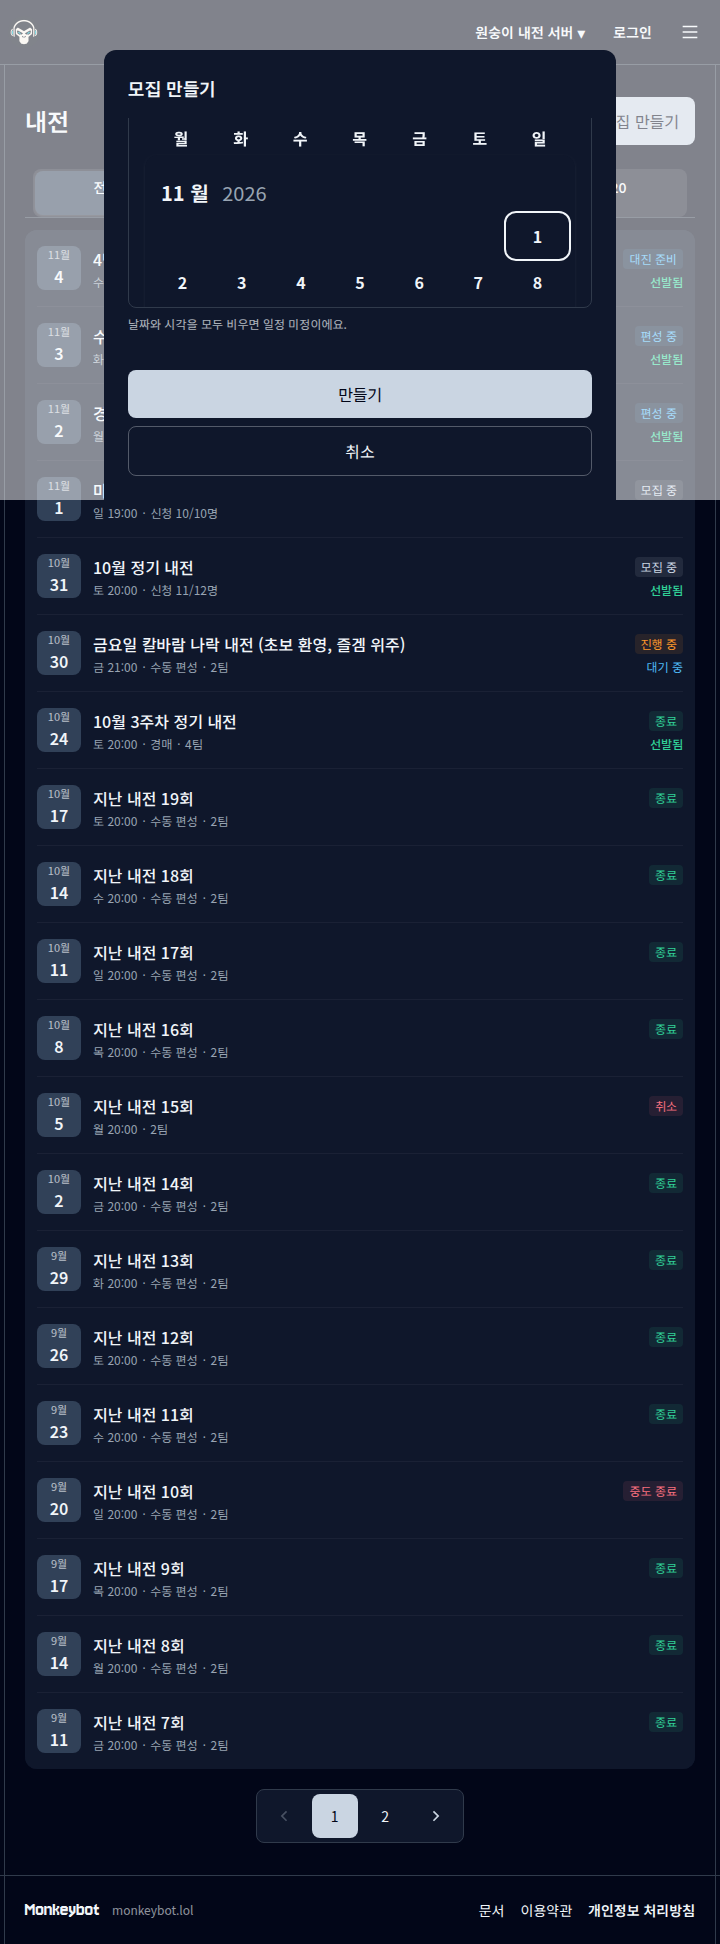 원숭이 내전 서버 ▾ 로그인
모집 만들기
내전
집 만들기
월 화 수 목 금 토 일
11 월 2026
1
2 3 4 5 6 7 8
날짜와 시각을 모두 비우면 일정 미정이에요.
만들기
취소
11월
4
대진 준비
선발됨
11월
3
편성 중
선발됨
11월
2
편성 중
선발됨
11월
1
모집 중
일 19:00 · 신청 10/10명
10월
31
10월 정기 내전
토 20:00 · 신청 11/12명
모집 중
선발됨
10월
30
금요일 칼바람 나락 내전 (초보 환영, 즐겜 위주)
금 21:00 · 수동 편성 · 2팀
진행 중
대기 중
10월
24
10월 3주차 정기 내전
토 20:00 · 경매 · 4팀
종료
선발됨
10월
17
지난 내전 19회
토 20:00 · 수동 편성 · 2팀
종료
10월
14
지난 내전 18회
수 20:00 · 수동 편성 · 2팀
종료
10월
11
지난 내전 17회
일 20:00 · 수동 편성 · 2팀
종료
10월
8
지난 내전 16회
목 20:00 · 수동 편성 · 2팀
종료
10월
5
지난 내전 15회
월 20:00 · 2팀
취소
10월
2
지난 내전 14회
금 20:00 · 수동 편성 · 2팀
종료
9월
29
지난 내전 13회
화 20:00 · 수동 편성 · 2팀
종료
9월
26
지난 내전 12회
토 20:00 · 수동 편성 · 2팀
종료
9월
23
지난 내전 11회
수 20:00 · 수동 편성 · 2팀
종료
9월
20
지난 내전 10회
일 20:00 · 수동 편성 · 2팀
중도 종료
9월
17
지난 내전 9회
목 20:00 · 수동 편성 · 2팀
종료
9월
14
지난 내전 8회
월 20:00 · 수동 편성 · 2팀
종료
9월
11
지난 내전 7회
금 20:00 · 수동 편성 · 2팀
종료
1 2
Monkeybot monkeybot.lol
문서 이용약관 개인정보 처리방침